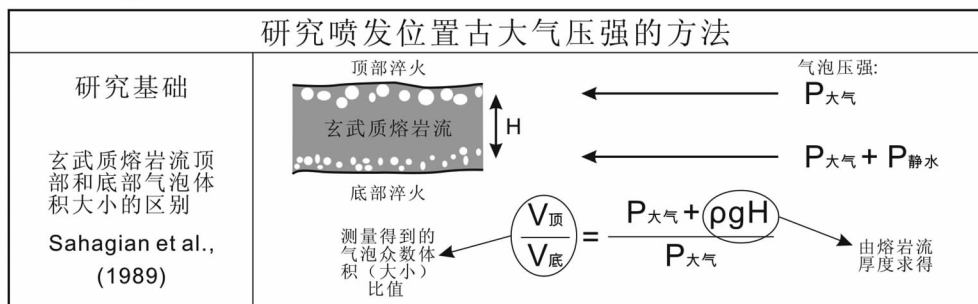 研究喷发位置古大气压强的方法
研究基础
玄武质熔岩流顶
部和底部气泡体
积大小的区别
Sahagian et al.,
(1989)
顶部淬火
玄武质熔岩流
H
底部淬火
气泡压强:
P大气
P大气 + P静水
测量得到的
气泡众数体
积（大小）
比值
V顶
V底
=
P大气 + ρgH
P大气
由熔岩流
厚度求得